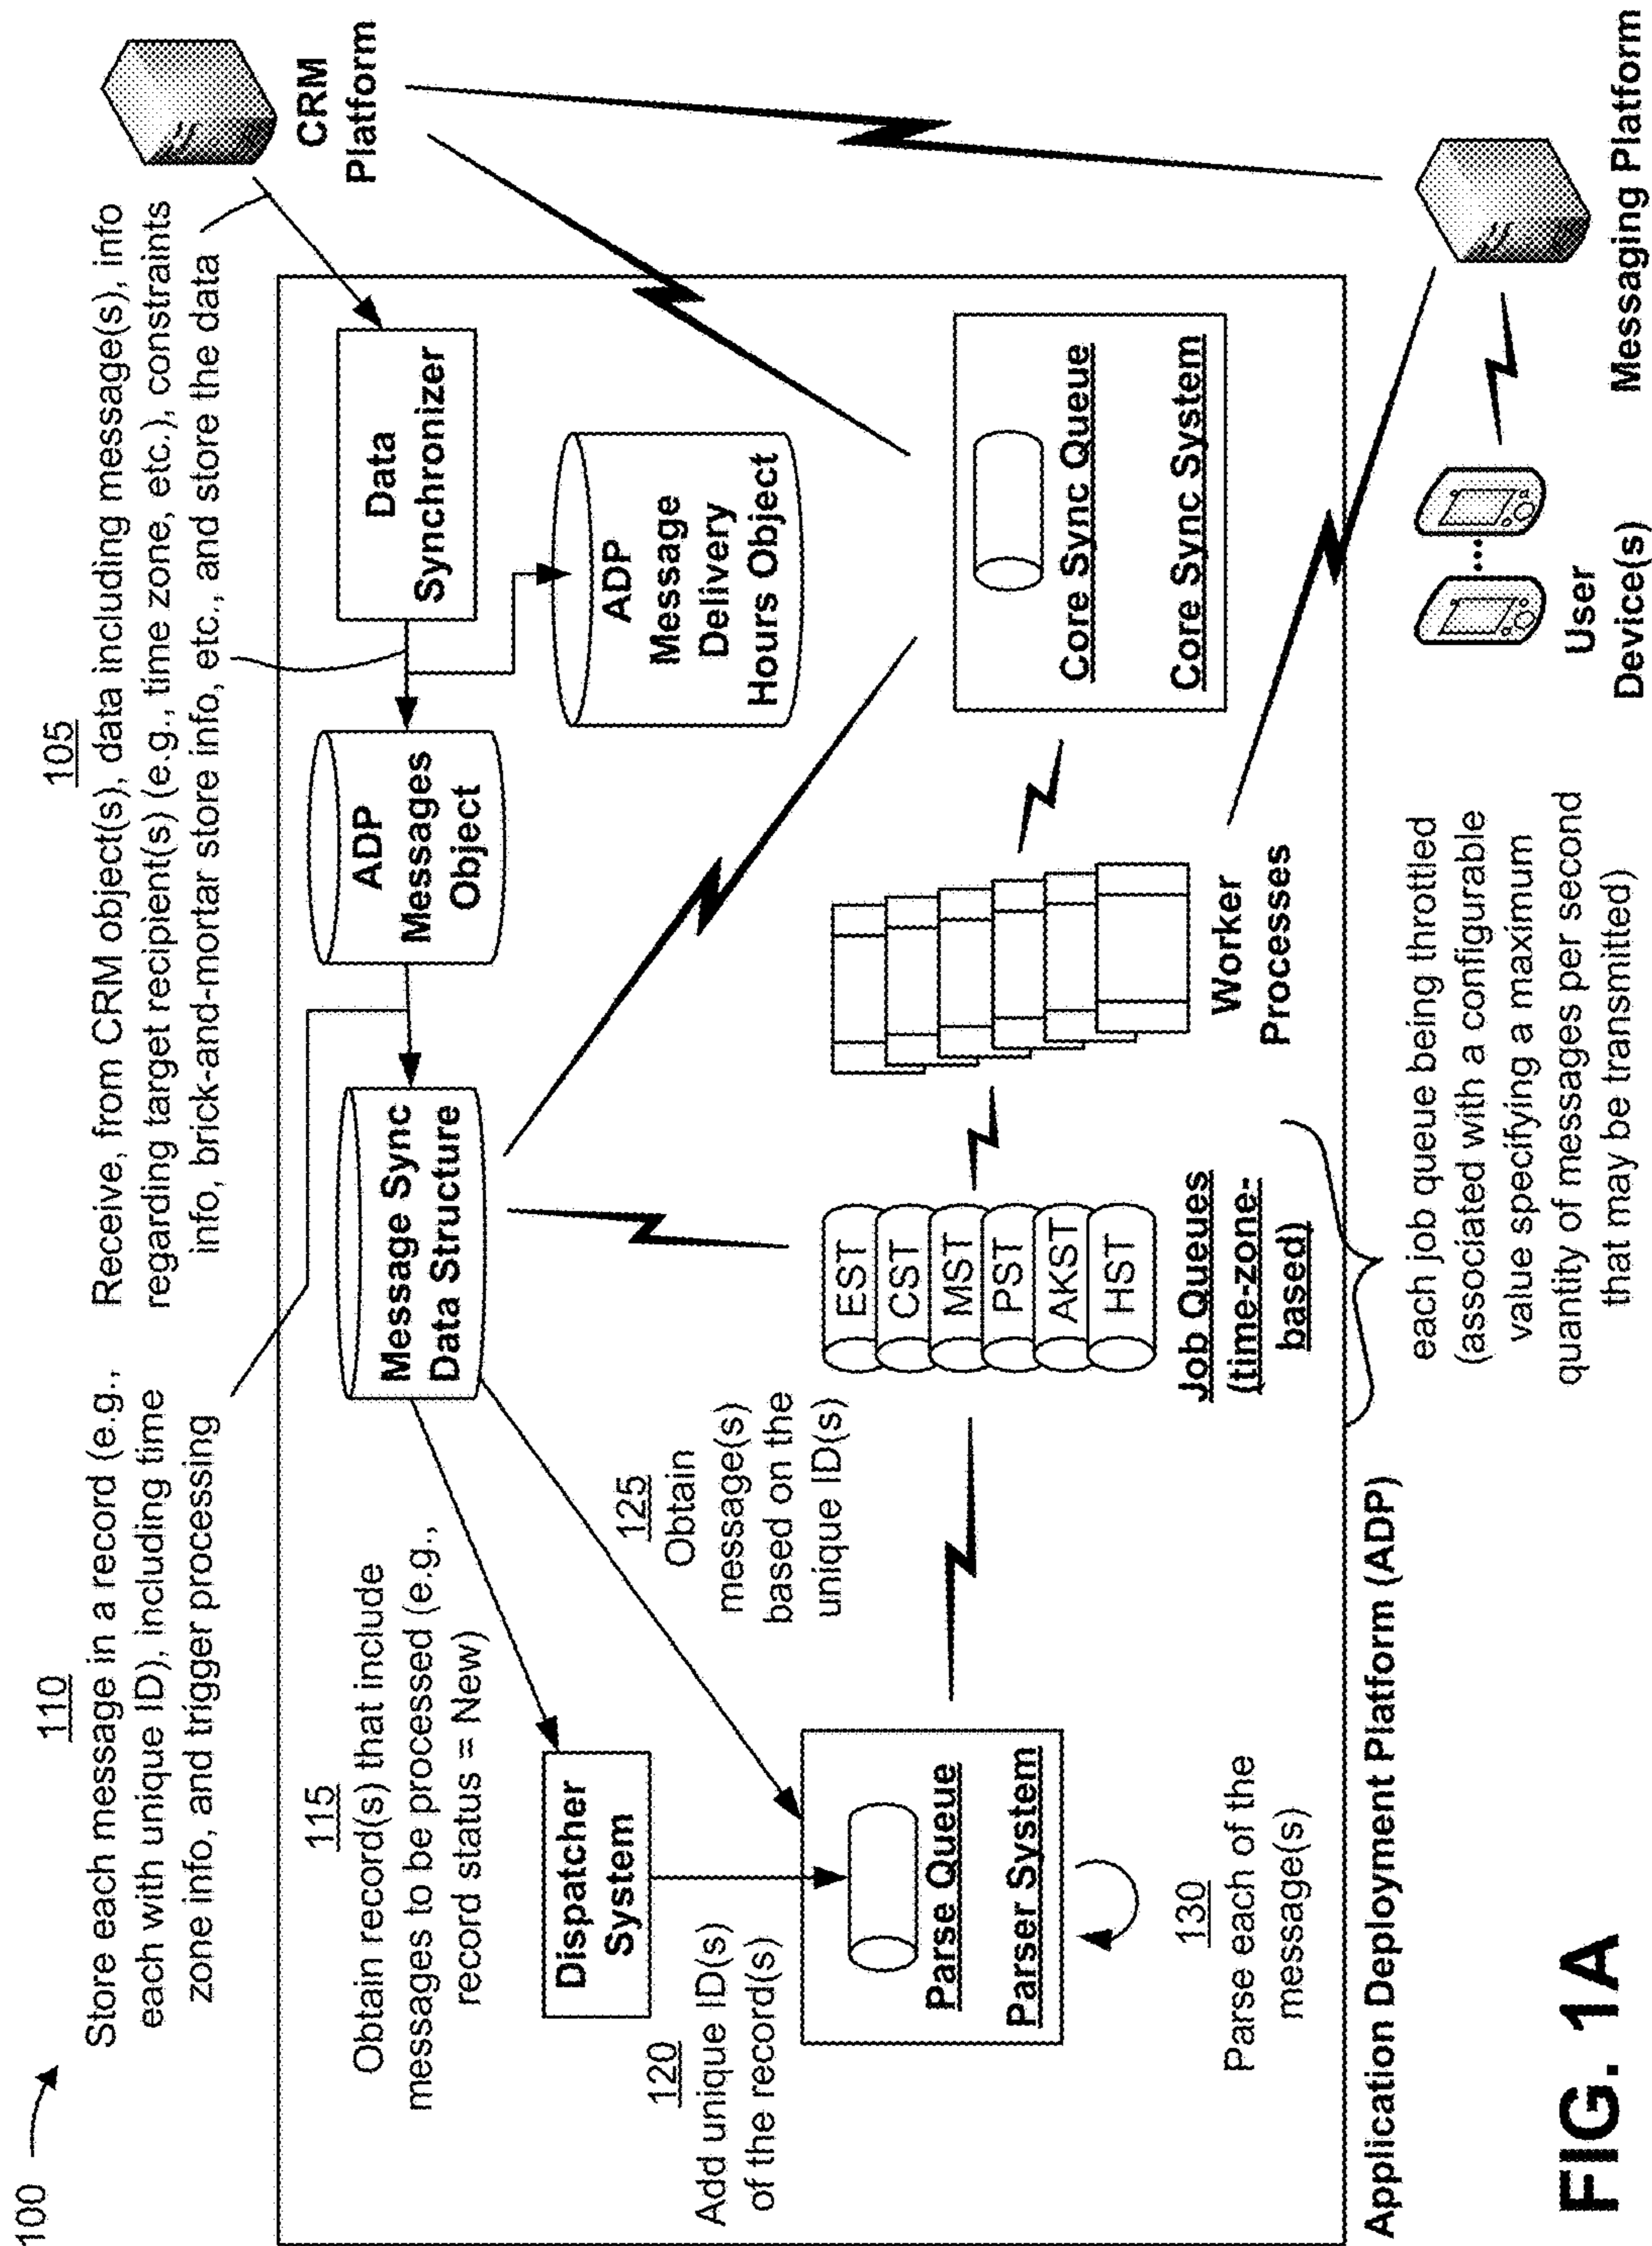 100
110
Store each message in a record (e.g.,
each with unique ID), including time
zone info, and trigger processing
105
Receive, from CRM object(s), data including message(s), info
regarding target recipient(s) (e.g., time zone, etc.), constraints
info, brick-and-mortar store info, etc., and store the data
CRM
Platform
115
Obtain record(s) that include
messages to be processed (e.g.,
record status = New)
Message Sync
Data Structure
ADP
Messages
Object
Data
Synchronizer
ADP
Message
Delivery
Hours Object
Dispatcher
System
120
Add unique ID(s)
of the record(s)
125
Obtain
message(s)
based on the
unique ID(s)
Parse Queue
Parser System
130
Parse each of the
message(s)
EST
CST
MST
PST
AKST
HST
Job Queues
(time-zone-
based)
Worker
Processes
Core Sync Queue
Core Sync System
Application Deployment Platform (ADP)
each job queue being throttled
(associated with a configurable
value specifying a maximum
quantity of messages per second
that may be transmitted)
User
Device(s)
Messaging Platform
FIG. 1A